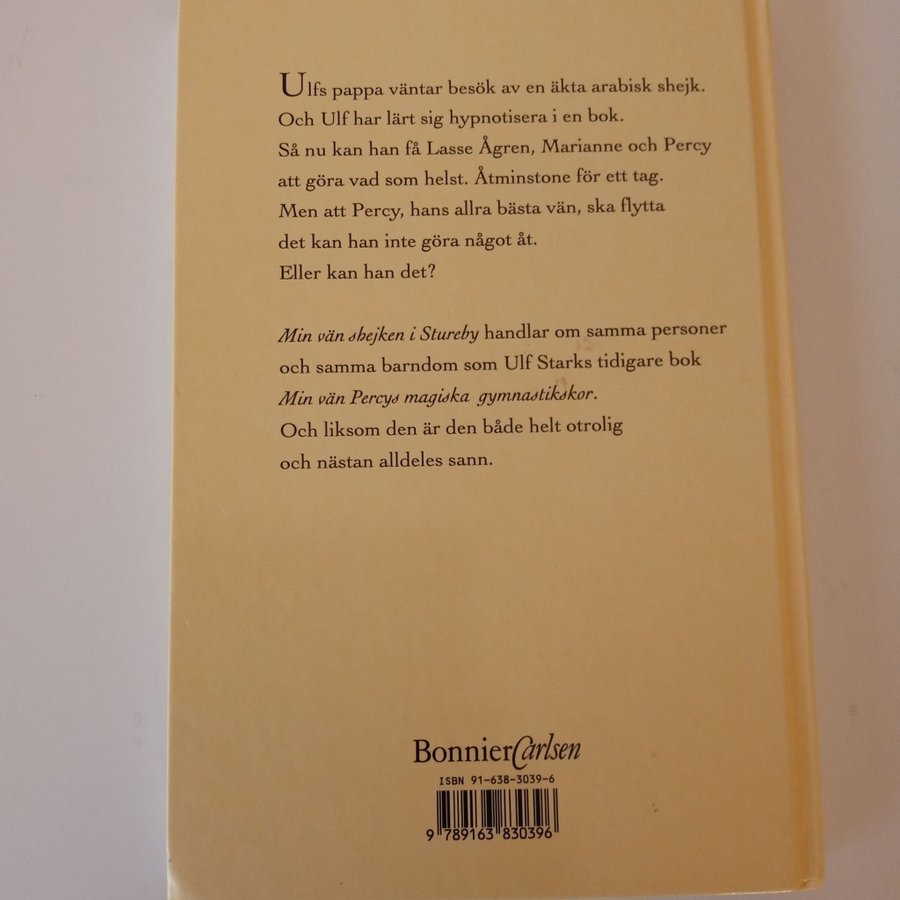 Ulfs pappa väntar besök av en äkta arabisk shejk.
Och Ulf har lärt sig hypnotisera i en bok.
Så nu kan han få Lasse Ågren, Marianne och Percy
att göra vad som helst. Åtminstone för ett tag.
Men att Percy, hans allra bästa vän, ska flytta
det kan han inte göra något åt.
Eller kan han det?
Min vän shejken i Stureby handlar om samma personer
och samma barndom som Ulf Starks tidigare bok
Min vän Percys magiska gymnastikskor.
Och liksom den är den både helt otrolig
och nästan alldeles sann.
BonnierCarlsen
ISBN 91-638-3039-6
9 789163 830396